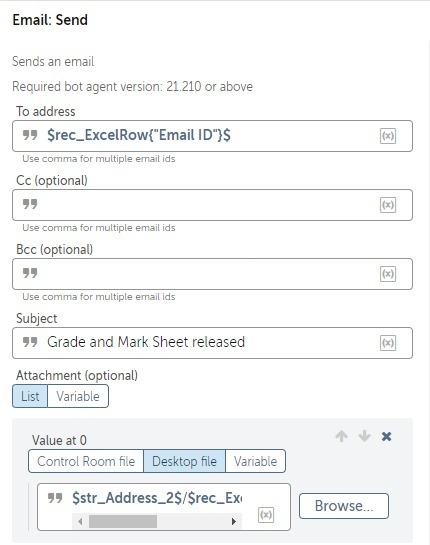 Email: Send
Sends an email
Required bot agent version: 21.210 or above
To address
$rec_ExcelRow{"Email ID"}$ (x)
Use comma for multiple email ids
Cc (optional)
(x)
Use comma for multiple email ids
Bcc (optional)
(x)
Use comma for multiple email ids
Subject
Grade and Mark Sheet released (x)
Attachment (optional)
List Variable
Value at 0
Control Room file Desktop file Variable
$str_Address_2$/$rec_Ex (x) Browse...